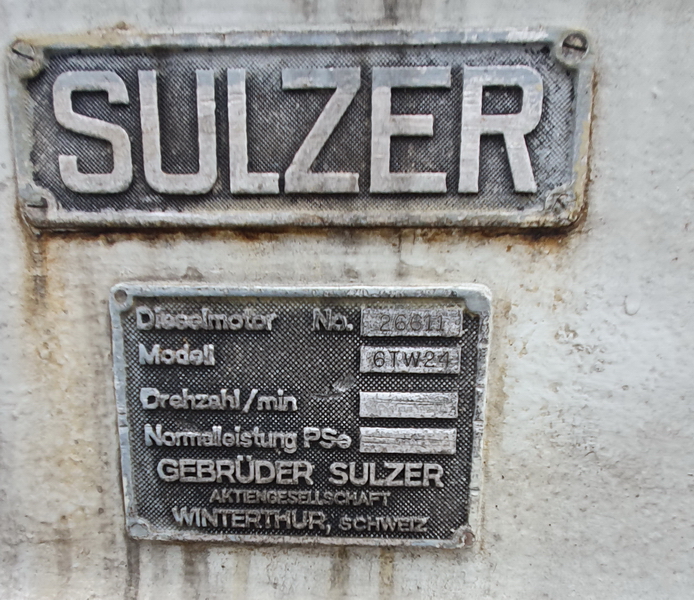 SULZER
Dieselmotor No. 26611
Modell 6TW24
Drehzahl/min
Normalleistung PSe
GEBRÜDER SULZER
AKTIENGESELLSCHAFT
WINTERTHUR, SCHWEIZ